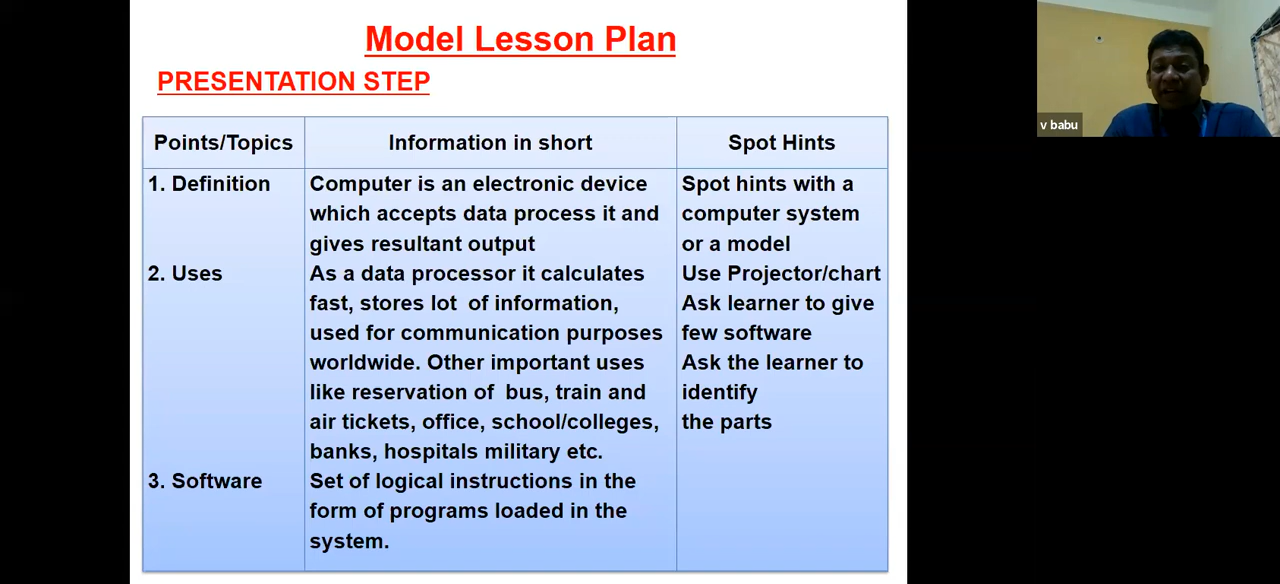 Model Lesson Plan
PRESENTATION STEP
Points/Topics
Information in short
Spot Hints
1. Definition
Computer is an electronic device
which accepts data process it and
gives resultant output
Spot hints with a
computer system
or a model
2. Uses
As a data processor it calculates
fast, stores lot of information,
used for communication purposes
worldwide. Other important uses
like reservation of bus, train and
air tickets, office, school/colleges,
banks, hospitals military etc.
Use Projector/chart
Ask learner to give
few software
Ask the learner to
identify
the parts
3. Software
Set of logical instructions in the
form of programs loaded in the
system.
v babu